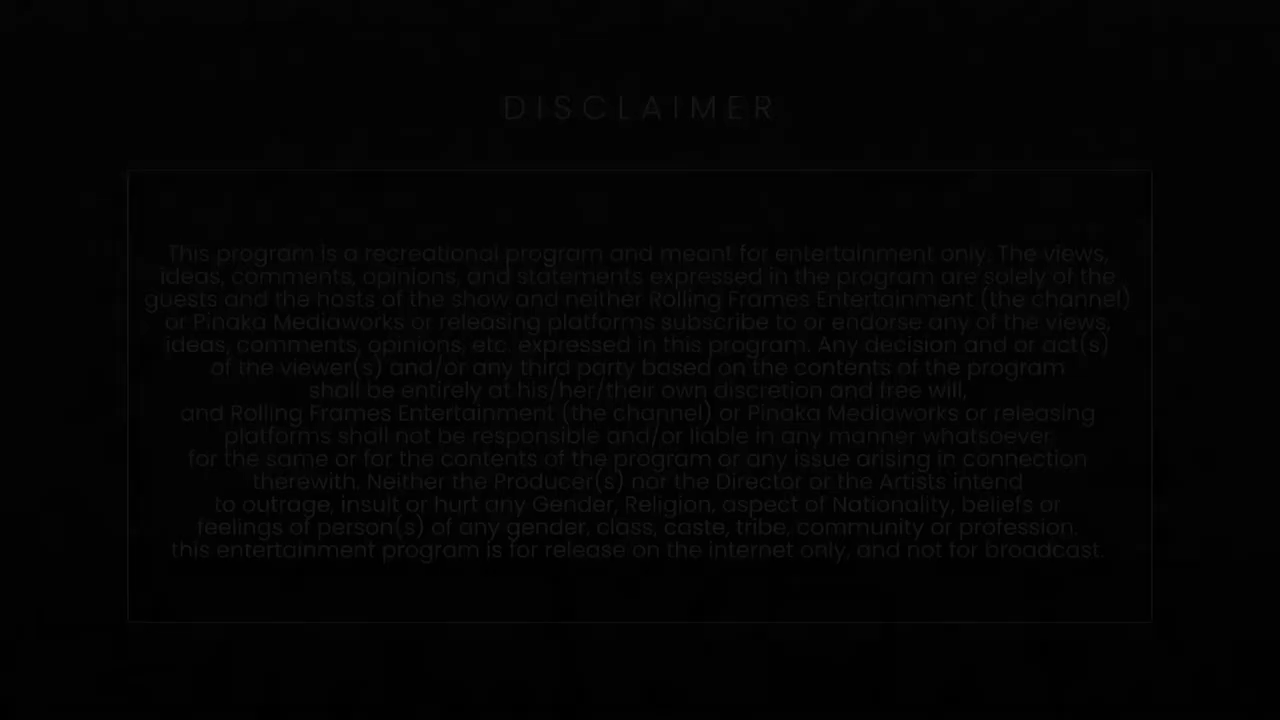 DISCLAIMER
This program is a recreational program and meant for entertainment only. The views,
ideas, comments, opinions, and statements expressed in the program are solely of the
guests and the hosts of the show and neither Rolling Frames Entertainment (the channel)
or Pinaka Mediaworks or releasing platforms subscribe to or endorse any of the views,
ideas, comments, opinions, etc. expressed in this program. Any decision and or act(s)
of the viewer(s) and/or any third party based on the contents of the program
shall be entirely at his/her/their own discretion and free will,
and Rolling Frames Entertainment (the channel) or Pinaka Mediaworks or releasing
platforms shall not be responsible and/or liable in any manner whatsoever
for the same or for the contents of the program or any issue arising in connection
therewith. Neither the Producer(s) nor the Director or the Artists intend
to outrage, insult or hurt any Gender, Religion, aspect of Nationality, beliefs or
feelings of person(s) of any gender, class, caste, tribe, community or profession.
this entertainment program is for release on the internet only, and not for broadcast.